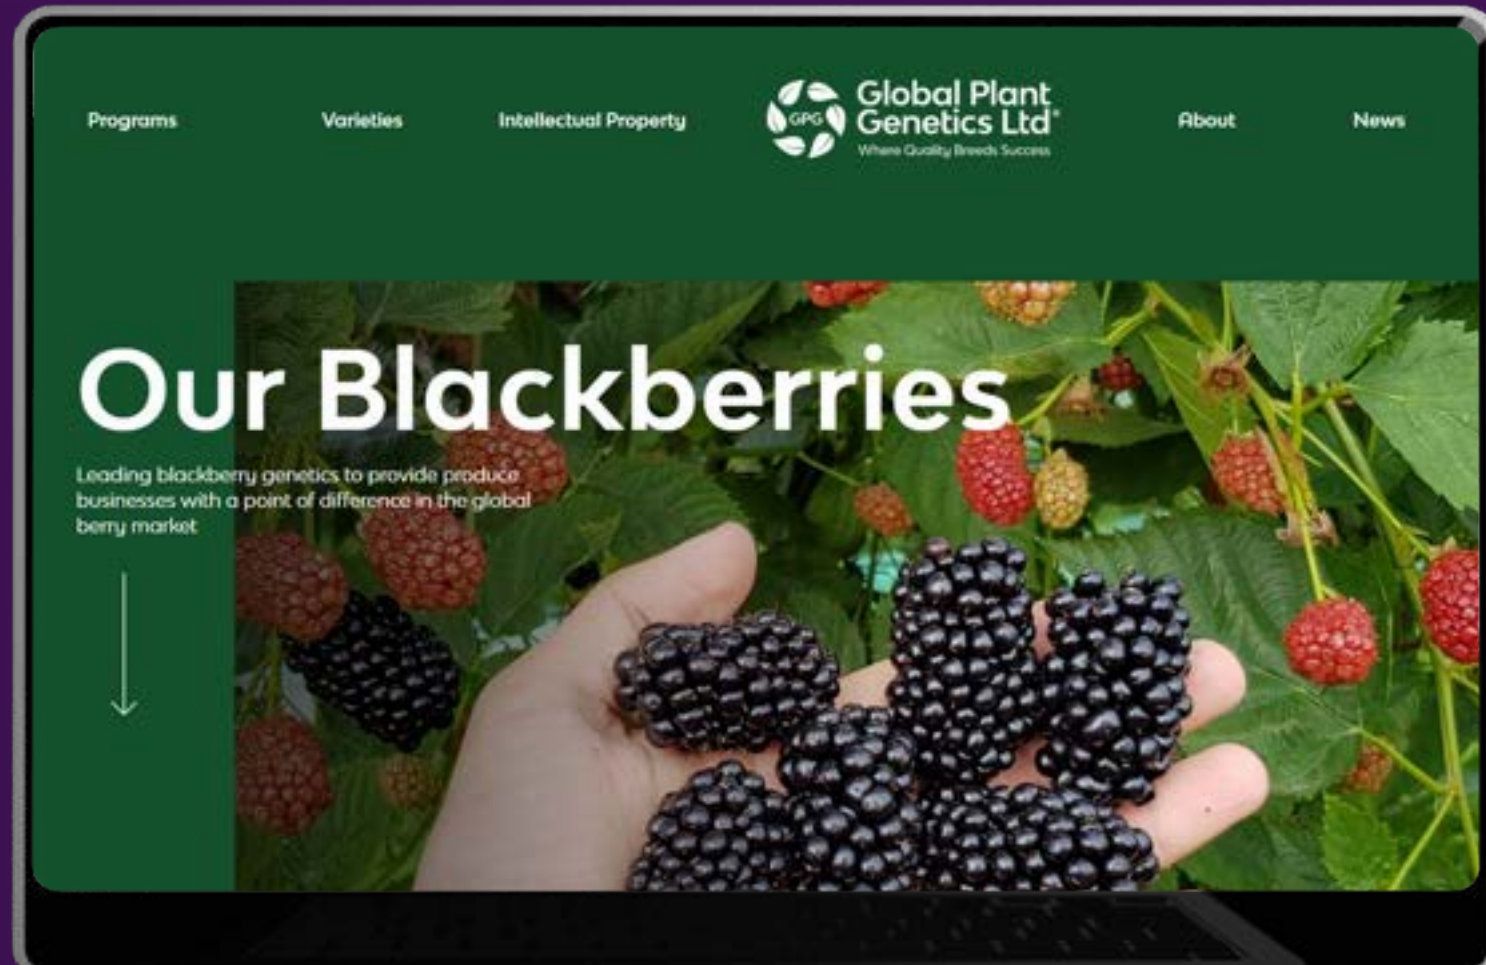 Programs
Varieties
Intellectual Property
GPG
Global Plant
Genetics Ltd®
Where Quality Breeds Success
About
News
Our Blackberries
Leading blackberry genetics to provide produce
businesses with a point of difference in the global
berry market